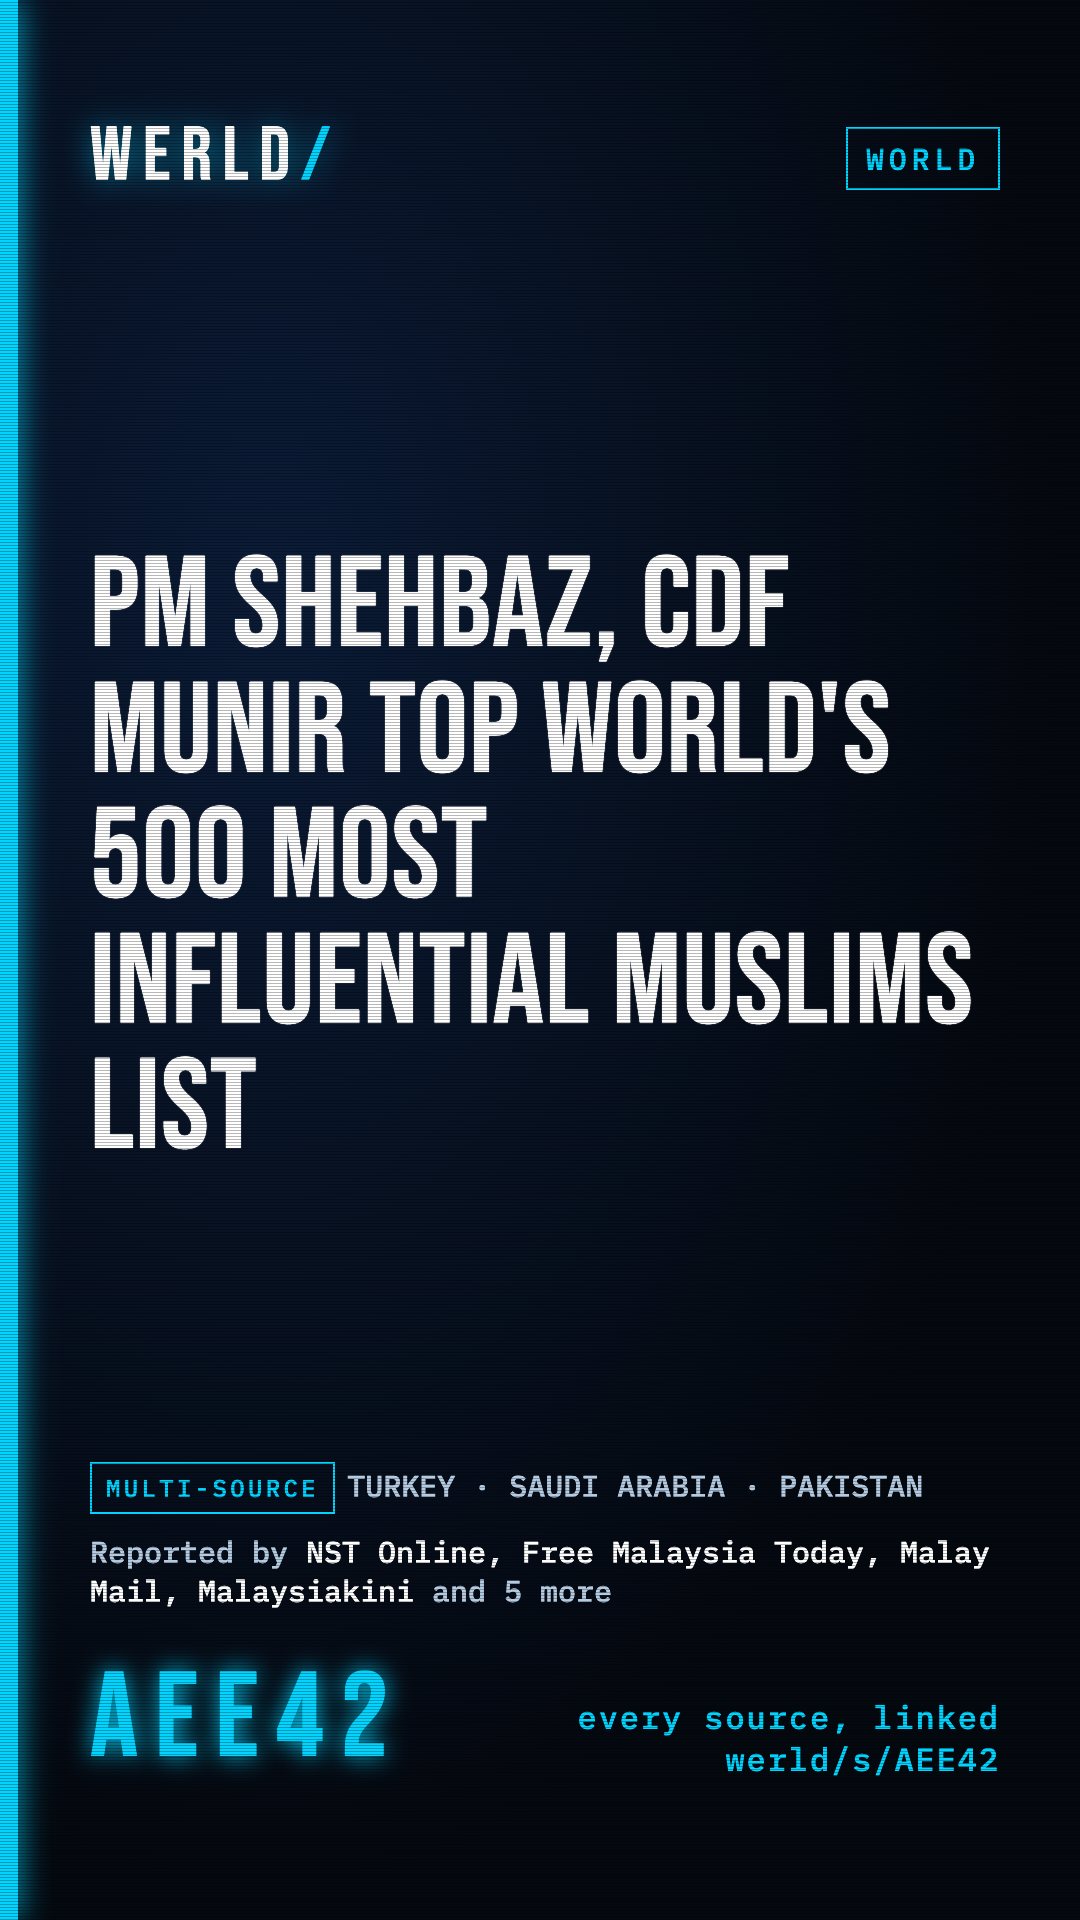 WERLD/
WORLD
PM SHEHBAZ, CDF
MUNIR TOP WORLD'S
500 MOST
INFLUENTIAL MUSLIMS
LIST
MULTI-SOURCE TURKEY · SAUDI ARABIA · PAKISTAN
Reported by NST Online, Free Malaysia Today, Malay
Mail, Malaysiakini and 5 more
AEE42
every source, linked
werld/s/AEE42